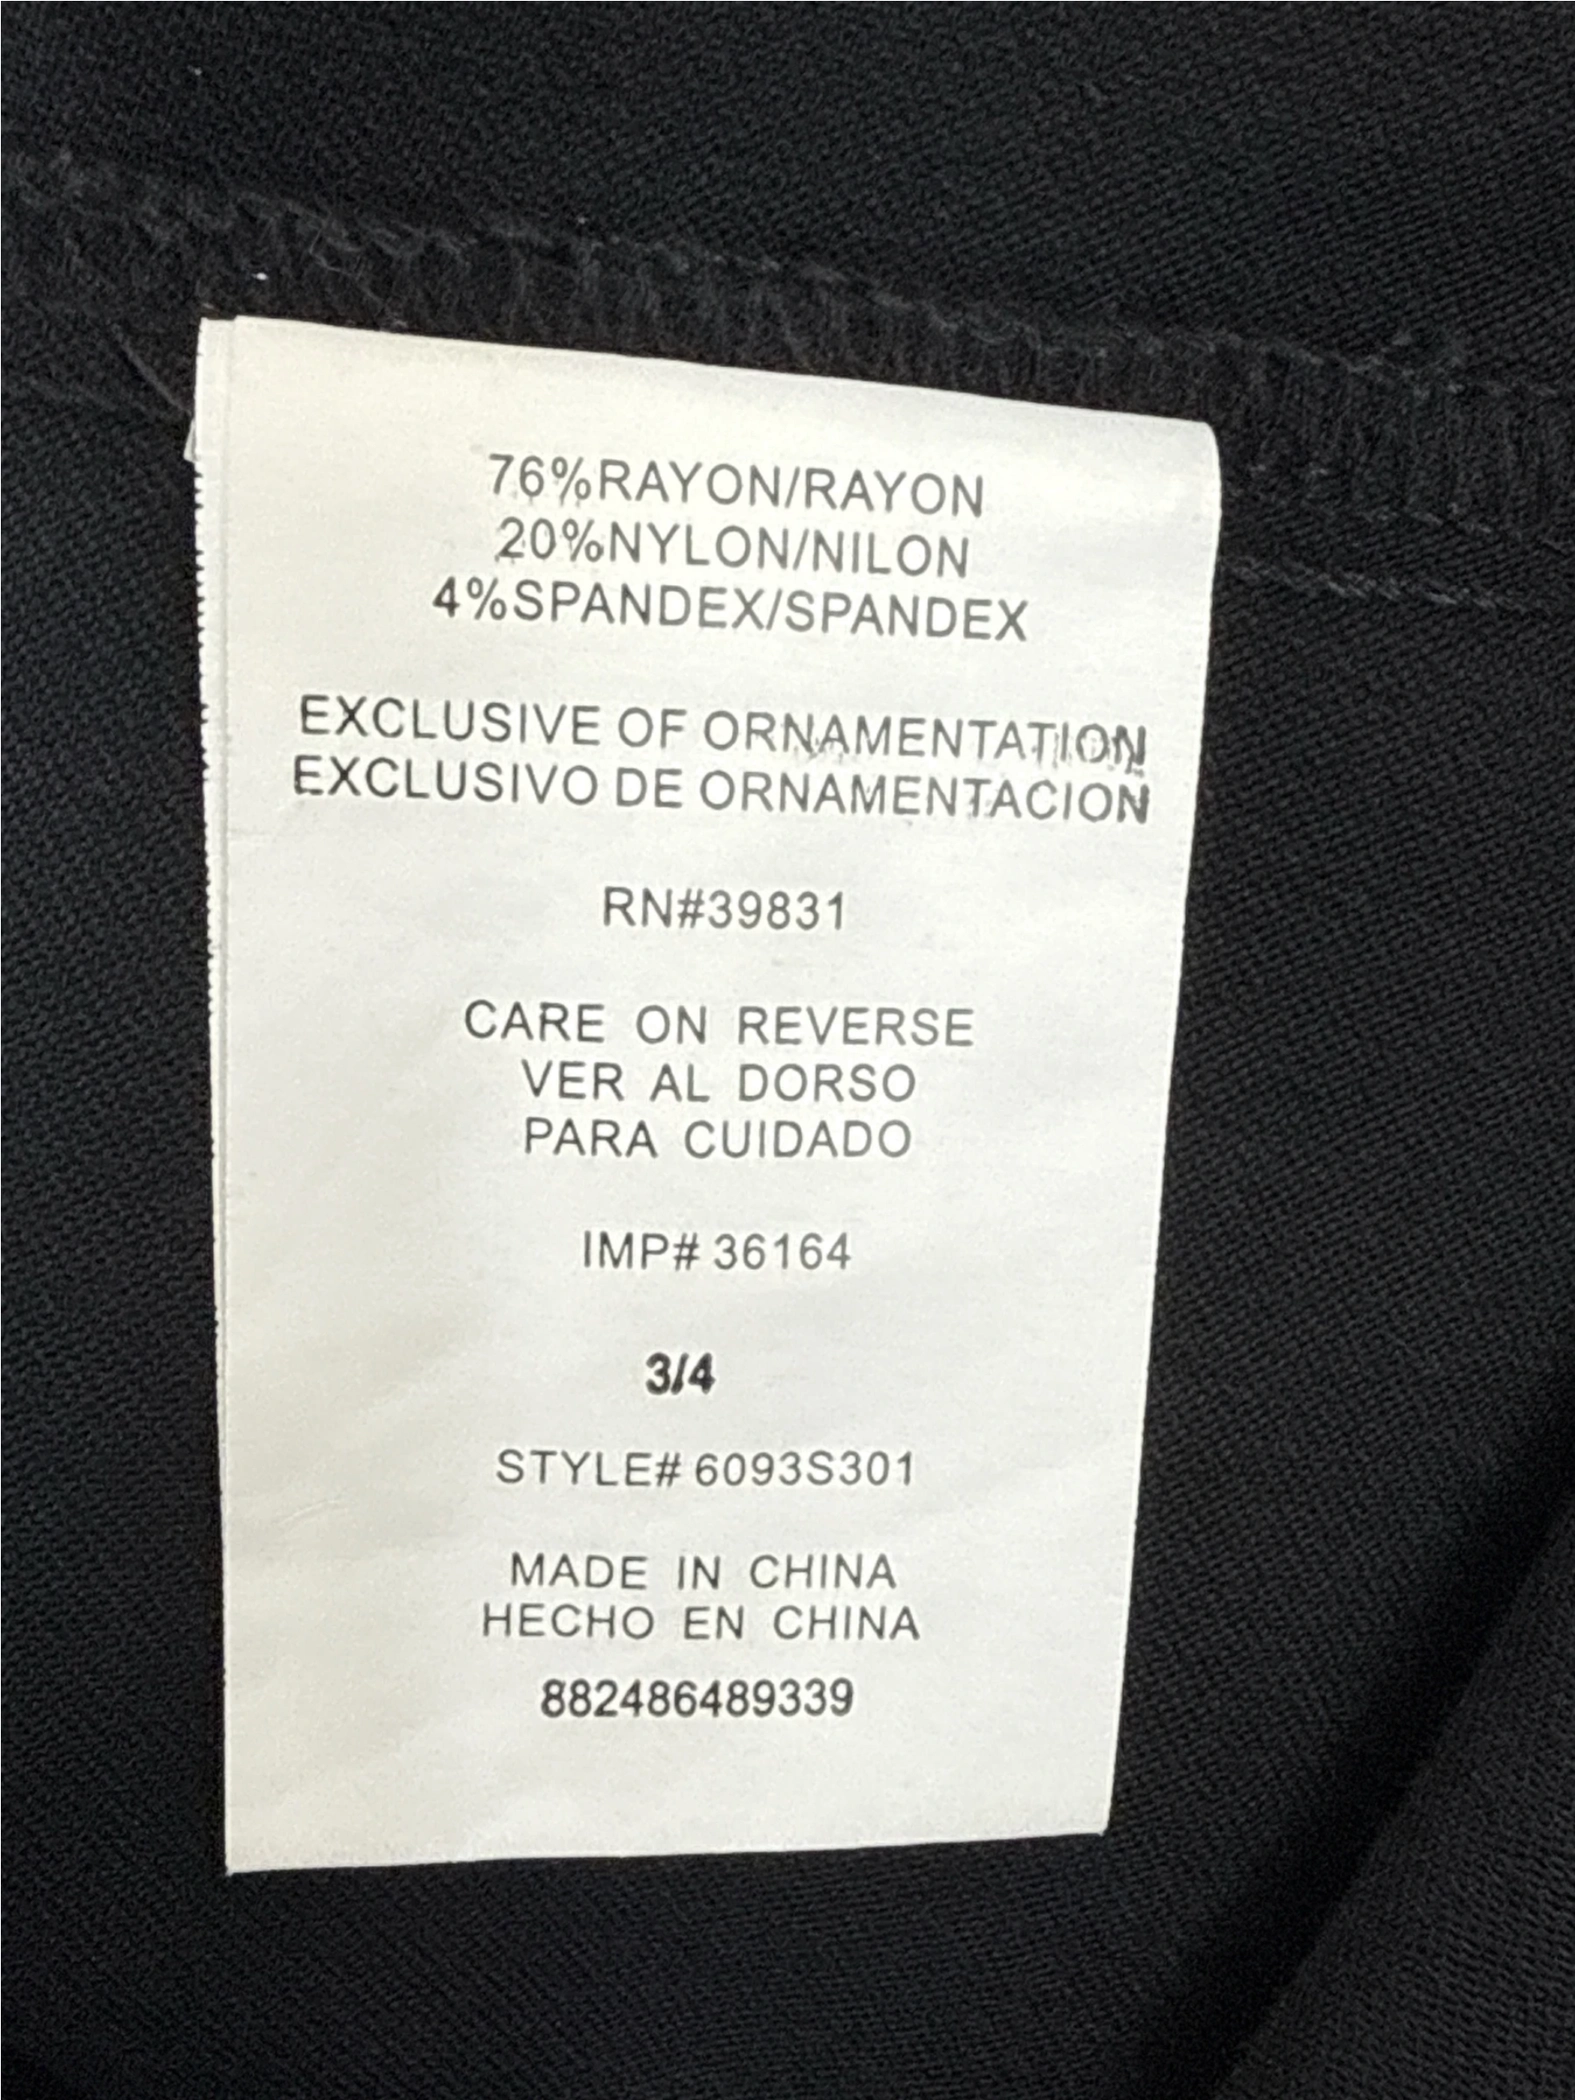 76%RAYON/RAYON
20%NYLON/NILON
4%SPANDEX/SPANDEX
EXCLUSIVE OF ORNAMENTATION
EXCLUSIVO DE ORNAMENTACION
RN#39831
CARE ON REVERSE
VER AL DORSO
PARA CUIDADO
IMP# 36164
3/4
STYLE# 6093S301
MADE IN CHINA
HECHO EN CHINA
882486489339